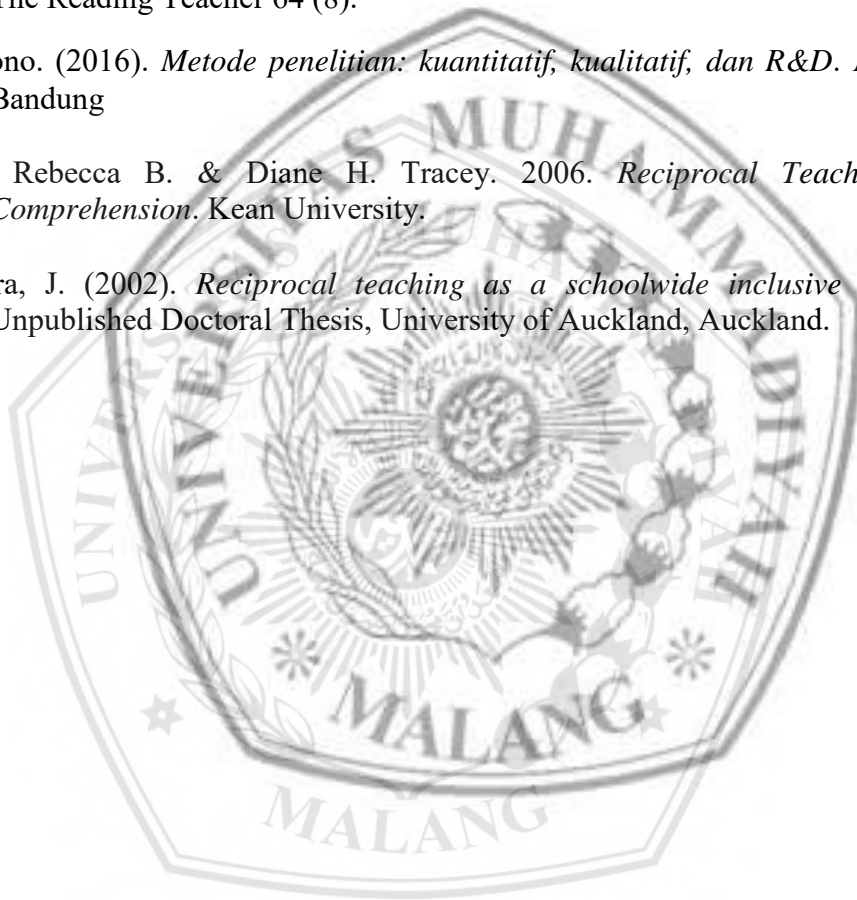 The Reading Teacher 64 (8).
ono. (2016). Metode penelitian: kuantitatif, kualitatif, dan R&D.
Bandung
Rebecca B. & Diane H. Tracey. 2006. Reciprocal Teach
Comprehension. Kean University.
ra, J. (2002). Reciprocal teaching as a schoolwide inclusive
Unpublished Doctoral Thesis, University of Auckland, Auckland.
UNIVERSITAS MUHAMMADIYAH
MALANG
MALANG